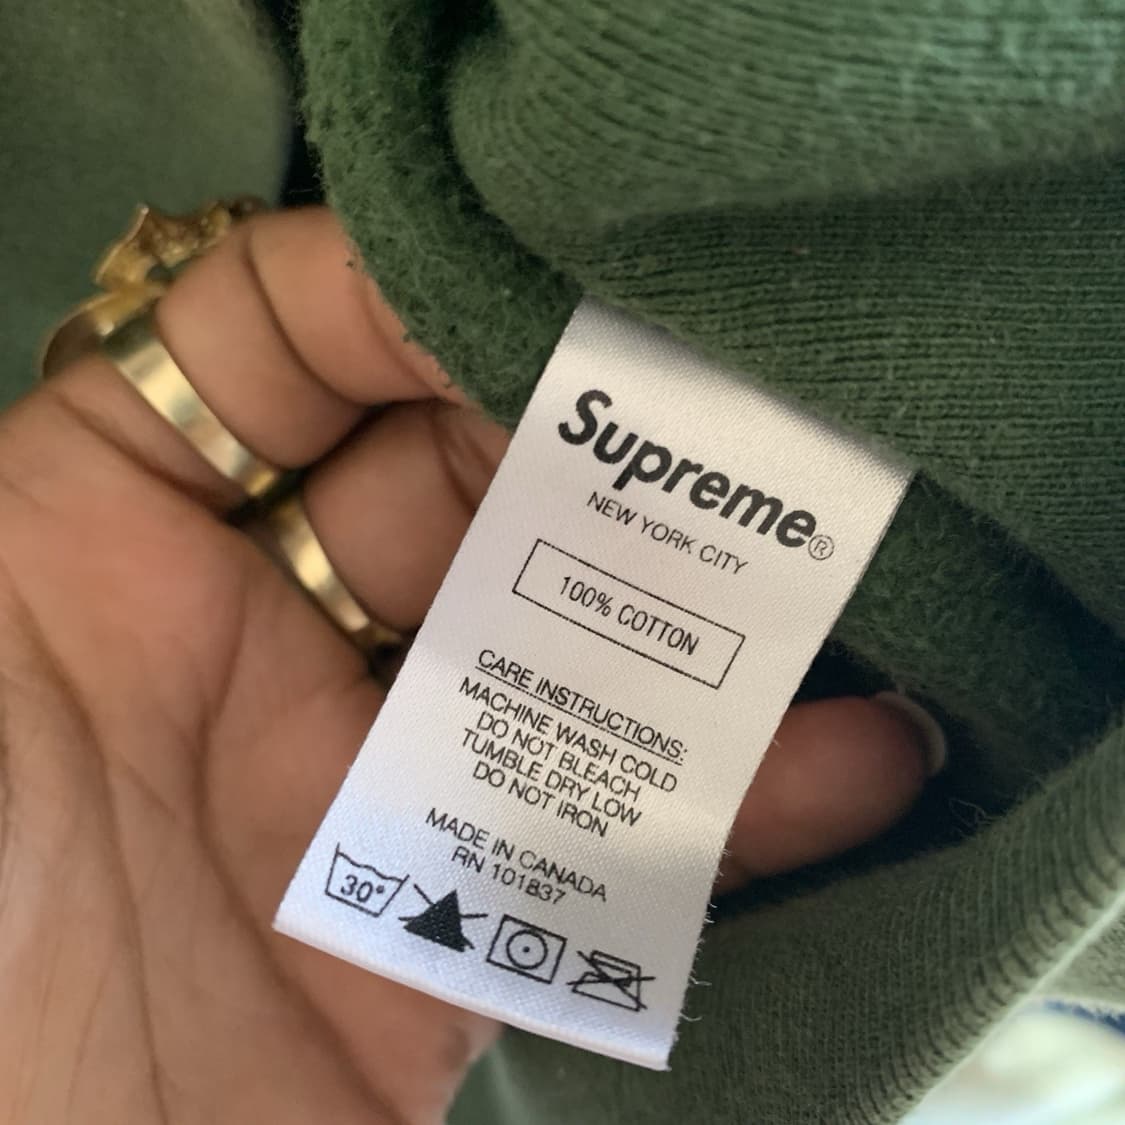 Supreme®
NEW YORK CITY
100% COTTON
CARE INSTRUCTIONS:
MACHINE WASH COLD
DO NOT BLEACH
TUMBLE DRY LOW
DO NOT IRON
MADE IN CANADA
RN 101837
30°